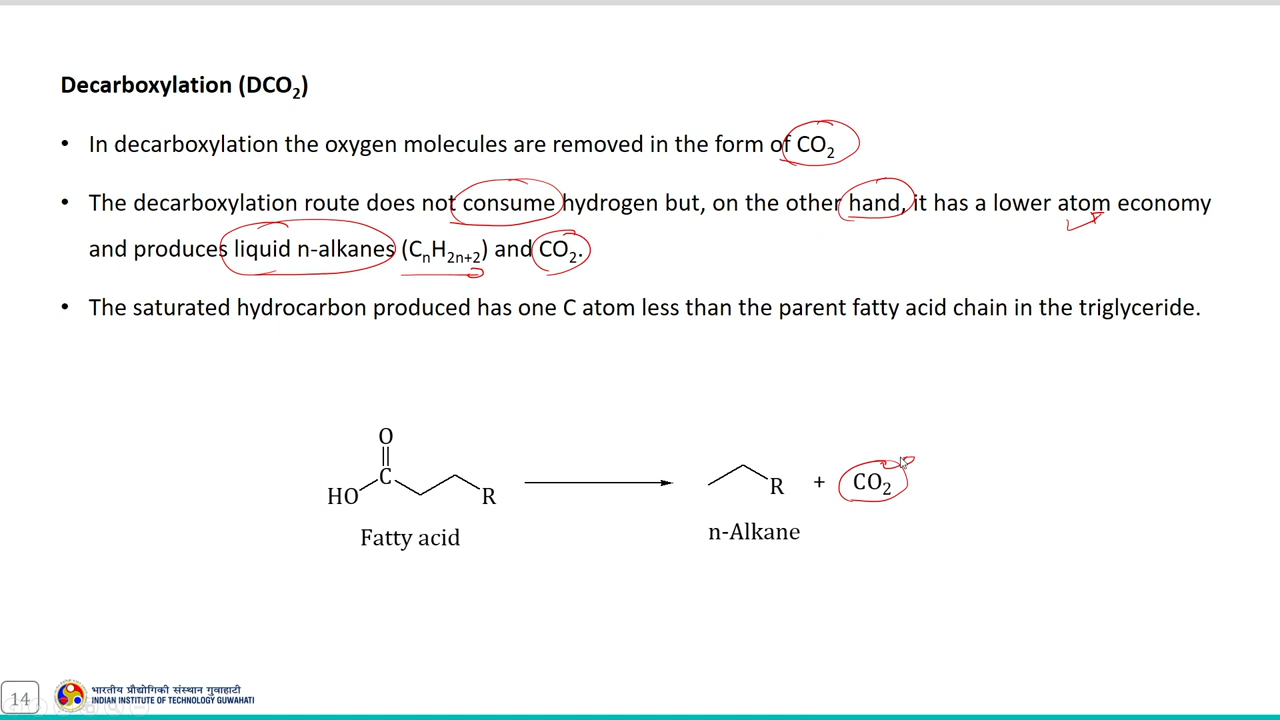 Decarboxylation (DCO₂)
• In decarboxylation the oxygen molecules are removed in the form of CO₂
• The decarboxylation route does not consume hydrogen but, on the other hand, it has a lower atom economy
and produces liquid n-alkanes (CₙH₂ₙ₊₂) and CO₂.
• The saturated hydrocarbon produced has one C atom less than the parent fatty acid chain in the triglyceride.
O
C
HO R
R + CO₂
Fatty acid
n-Alkane
14
भारतीय प्रौद्योगिकी संस्थान गुवाहाटी
INDIAN INSTITUTE OF TECHNOLOGY GUWAHATI